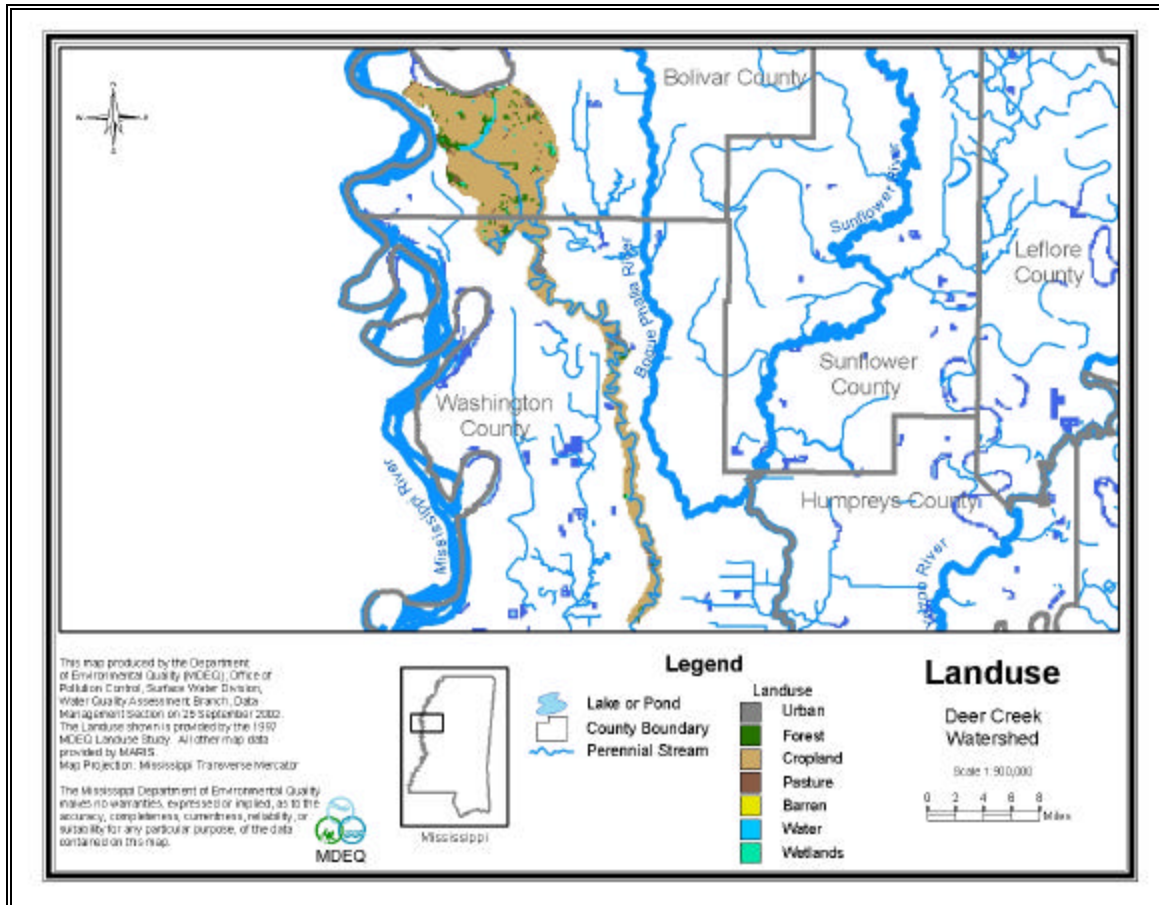 N
W
E
S
Bolivar County
Sunflower River
Leflore
County
Bogue Phalia River
Sunflower
County
Washington
County
Mississippi River
Humpreys County
River
This map produced by the Department
of Environmental Quality (MDEQ), Office of
Pollution Control, Surface Water Division,
Water Quality Assessment Branch, Data
Management Section on 25 September 2002.
The Landuse shown is provided by the 1997
MDEQ Landuse Study. All other map data
provided by MARIS.
Map Projection: Mississippi Transverse Mercator
The Mississippi Department of Environmental Quality
makes no warranties, expressed or implied, as to the
accuracy, completeness, currentness, reliability, or
suitability for any particular purpose, of the data
contained on this map.
MDEQ
Mississippi
Legend
Lake or Pond
County Boundary
Perennial Stream
Landuse
Urban
Forest
Cropland
Pasture
Barren
Water
Wetlands
Landuse
Deer Creek
Watershed
Scale 1:900,000
0 2 4 6 8
Miles